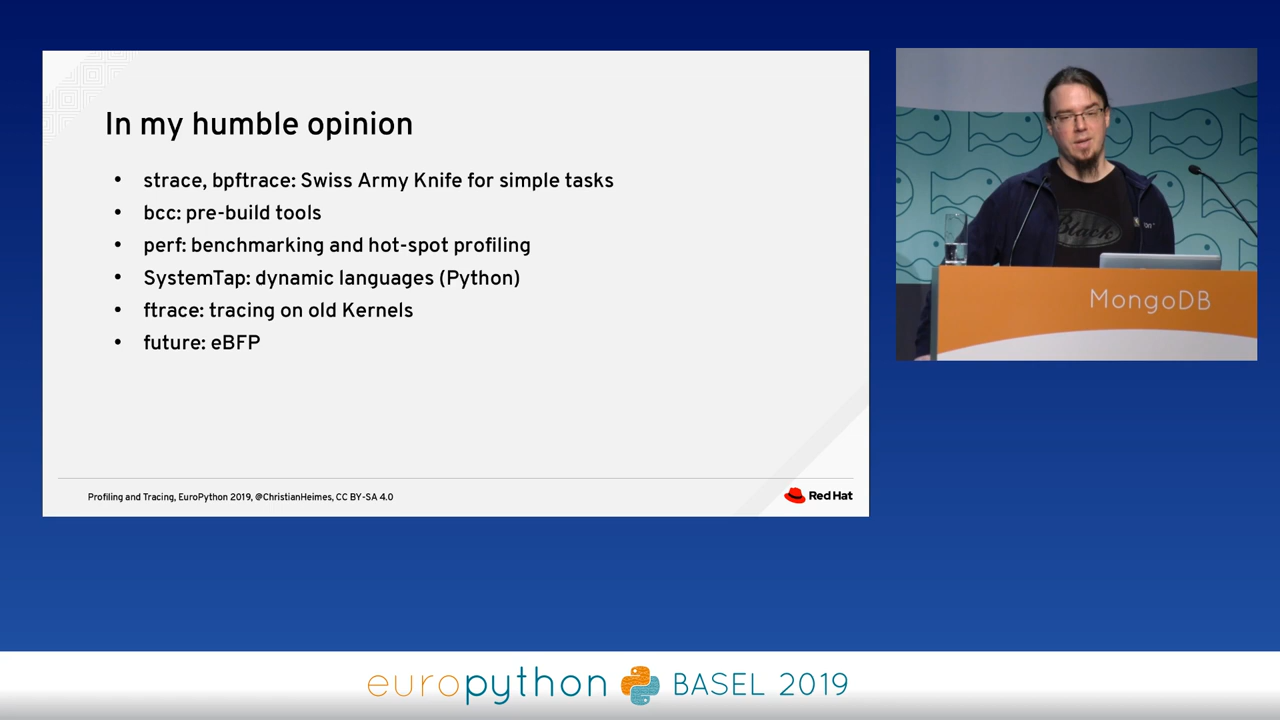 In my humble opinion
• strace, bpftrace: Swiss Army Knife for simple tasks
• bcc: pre-build tools
• perf: benchmarking and hot-spot profiling
• SystemTap: dynamic languages (Python)
• ftrace: tracing on old Kernels
• future: eBFP
Profiling and Tracing, EuroPython 2019, @ChristianHeimes, CC BY-SA 4.0
Red Hat
Black
MongoDB
europython BASEL 2019